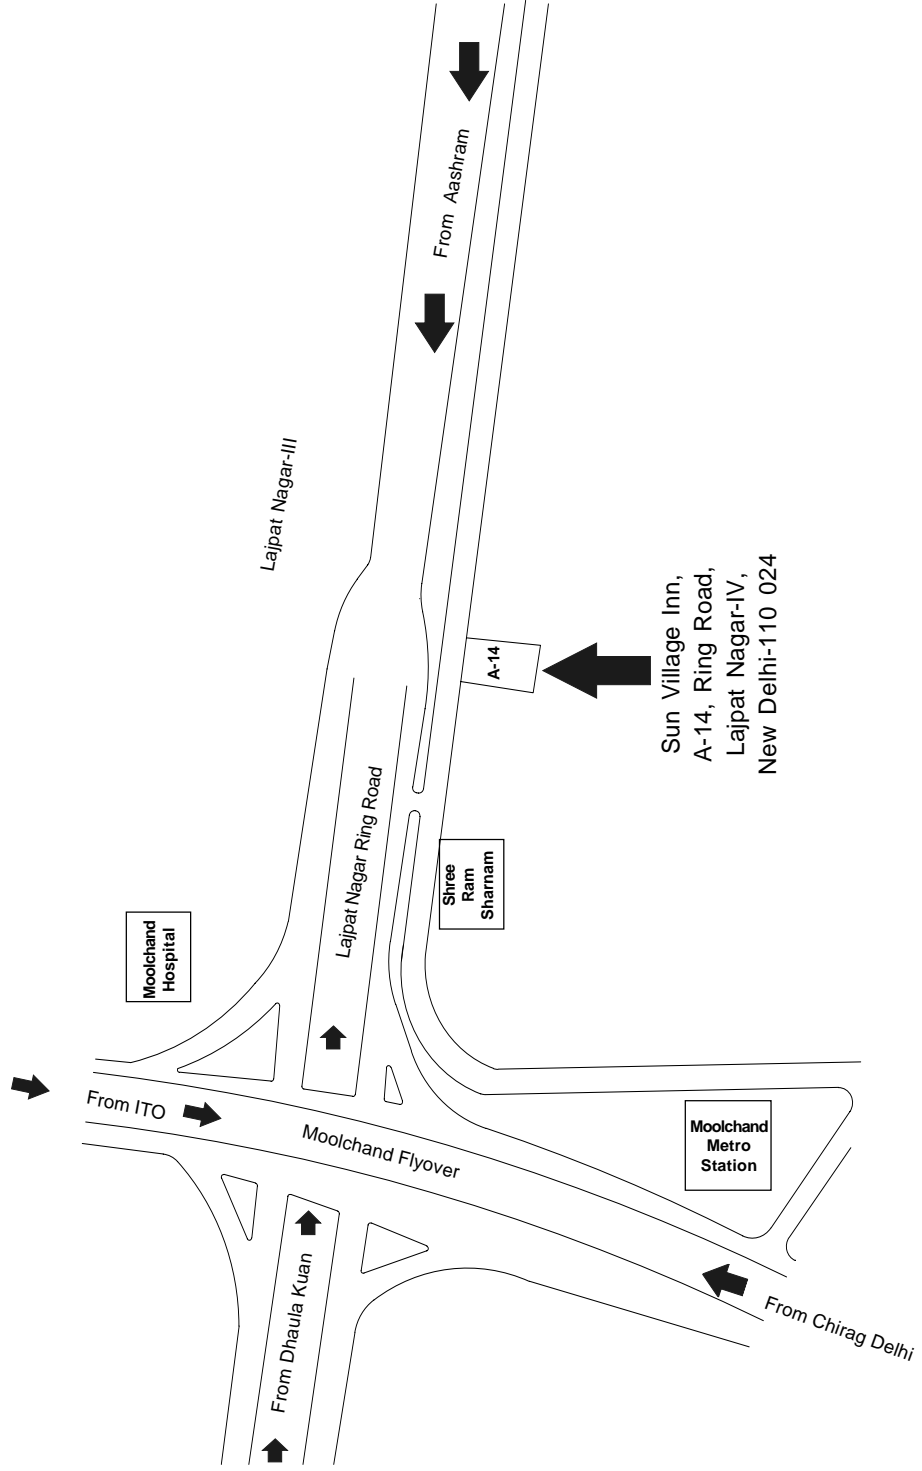 From Aashram
Lajpat Nagar-III
A-14
Sun Village Inn,
A-14, Ring Road,
Lajpat Nagar-IV,
New Delhi-110 024
Lajpat Nagar Ring Road
Shree
Ram
Sharnam
Moolchand
Hospital
From ITO
Moolchand Flyover
Moolchand
Metro
Station
From Dhaula Kuan
From Chirag Delhi